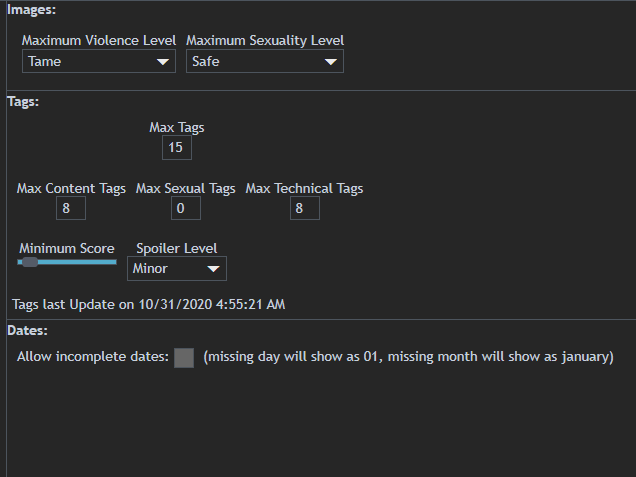 Images:
Maximum Violence Level Maximum Sexuality Level
Tame Safe
Tags:
Max Tags
15
Max Content Tags Max Sexual Tags Max Technical Tags
8 0 8
Minimum Score Spoiler Level
Minor
Tags last Update on 10/31/2020 4:55:21 AM
Dates:
Allow incomplete dates: (missing day will show as 01, missing month will show as january)